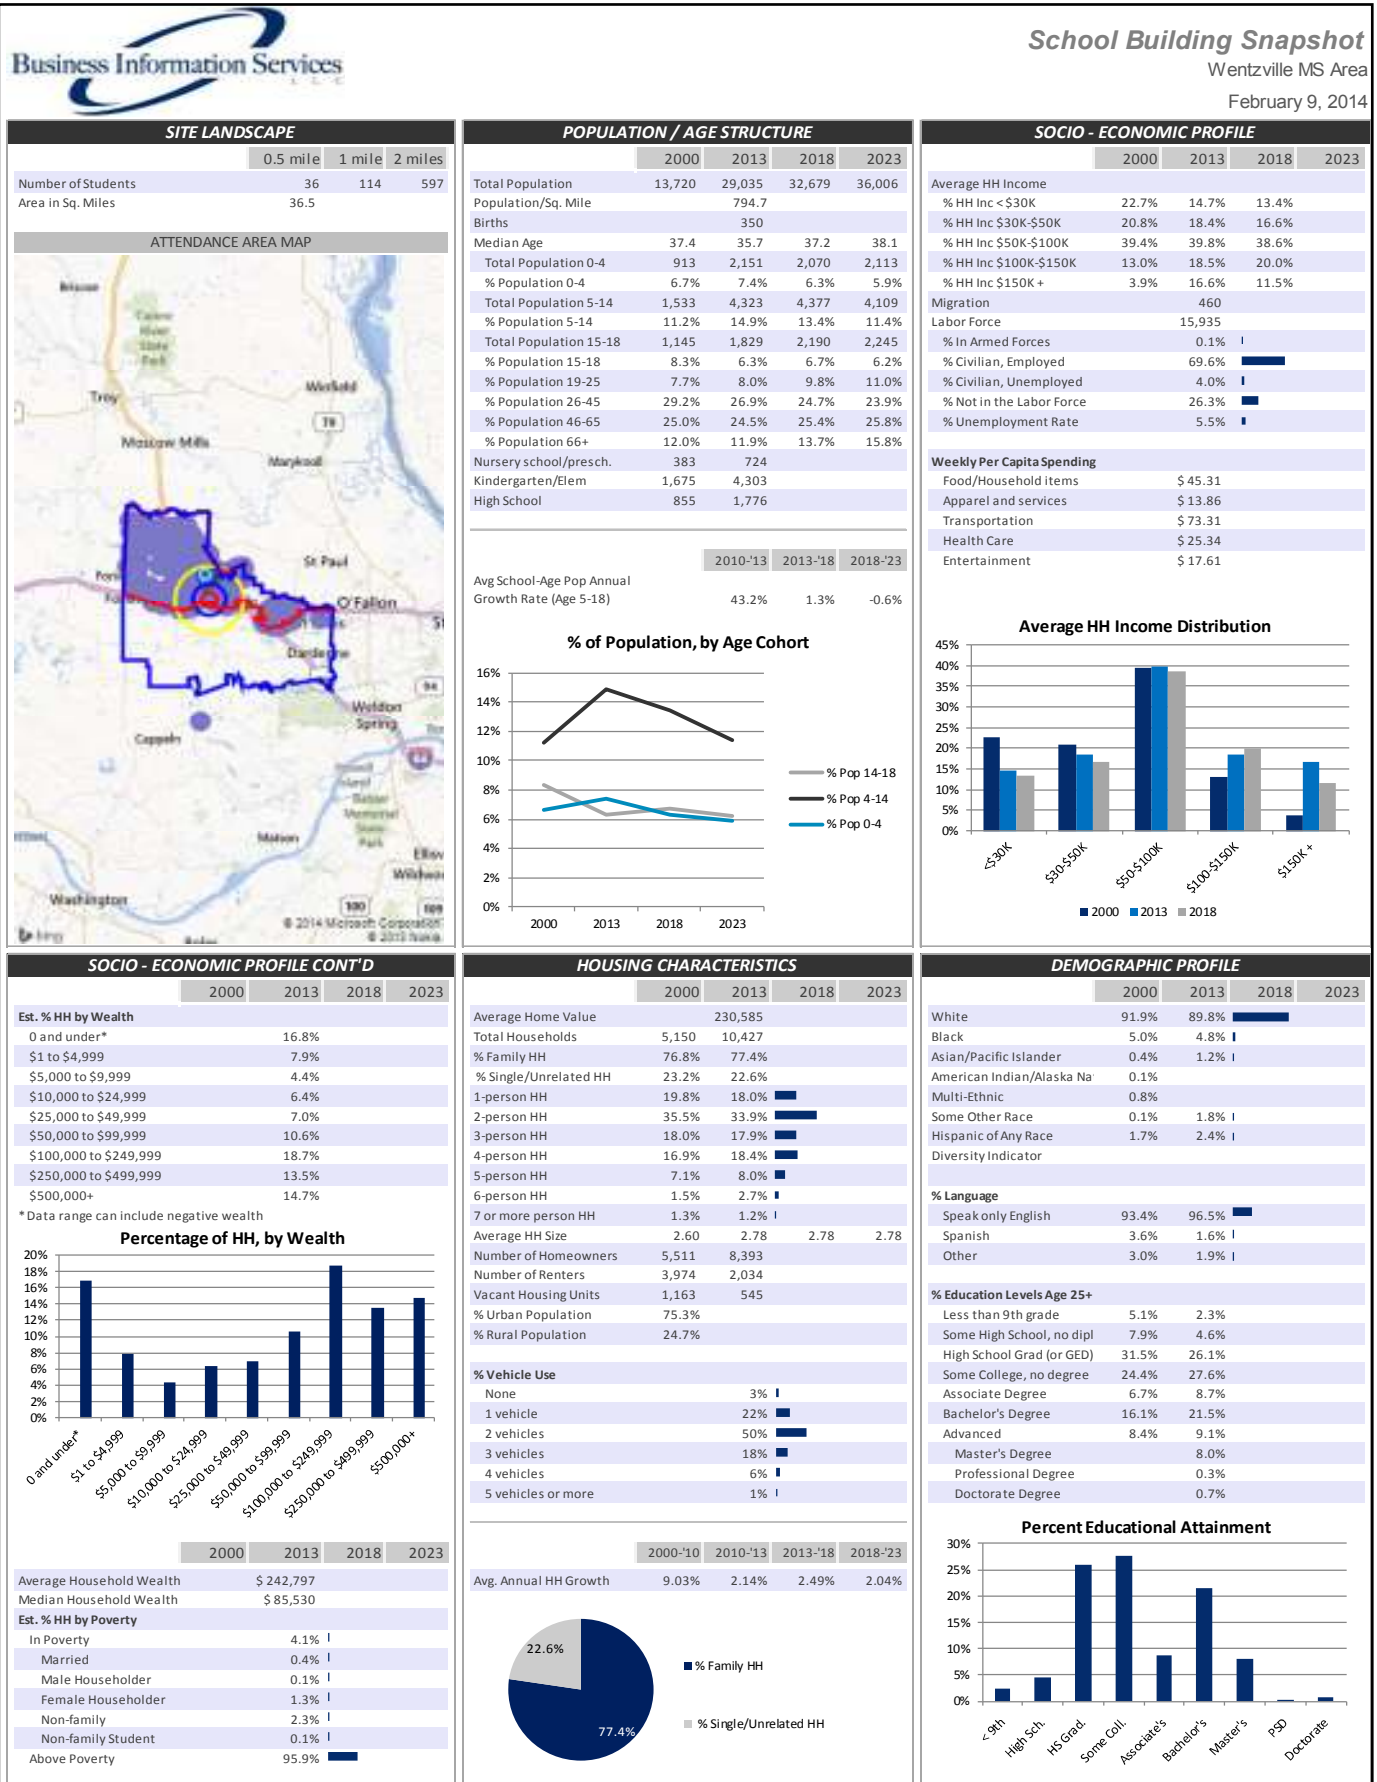 Business Information Services
L L C
School Building Snapshot
Wentzville MS Area
February 9, 2014
SITE LANDSCAPE
0.5 mile 1 mile 2 miles
Number of Students 36 114 597
Area in Sq. Miles 36.5
ATTENDANCE AREA MAP
Briscoe
Cuivre
River
State
Park
Troy
Winfield
79
Moscow Mills
Maryknoll
St Paul
O'Fallon
Dardenne
94
Weldon
Spring
Cappeln
Memorial
State
Park
Matson
Washington
100
109
© 2014 Microsoft Corporation
© 2013 Nokia
bing
POPULATION / AGE STRUCTURE
2000 2013 2018 2023
Total Population 13,720 29,035 32,679 36,006
Population/Sq. Mile 794.7
Births 350
Median Age 37.4 35.7 37.2 38.1
Total Population 0-4 913 2,151 2,070 2,113
% Population 0-4 6.7% 7.4% 6.3% 5.9%
Total Population 5-14 1,533 4,323 4,377 4,109
% Population 5-14 11.2% 14.9% 13.4% 11.4%
Total Population 15-18 1,145 1,829 2,190 2,245
% Population 15-18 8.3% 6.3% 6.7% 6.2%
% Population 19-25 7.7% 8.0% 9.8% 11.0%
% Population 26-45 29.2% 26.9% 24.7% 23.9%
% Population 46-65 25.0% 24.5% 25.4% 25.8%
% Population 66+ 12.0% 11.9% 13.7% 15.8%
Nursery school/presch. 383 724
Kindergarten/Elem 1,675 4,303
High School 855 1,776
2010-'13 2013-'18 2018-'23
Avg School-Age Pop Annual
Growth Rate (Age 5-18) 43.2% 1.3% -0.6%
% of Population, by Age Cohort
16%
14%
12%
10%
8%
6%
4%
2%
0%
2000 2013 2018 2023
% Pop 14-18
% Pop 4-14
% Pop 0-4
SOCIO - ECONOMIC PROFILE
2000 2013 2018 2023
Average HH Income
% HH Inc <$30K 22.7% 14.7% 13.4%
% HH Inc $30K-$50K 20.8% 18.4% 16.6%
% HH Inc $50K-$100K 39.4% 39.8% 38.6%
% HH Inc $100K-$150K 13.0% 18.5% 20.0%
% HH Inc $150K + 3.9% 16.6% 11.5%
Migration 460
Labor Force 15,935
% In Armed Forces 0.1%
% Civilian, Employed 69.6%
% Civilian, Unemployed 4.0%
% Not in the Labor Force 26.3%
% Unemployment Rate 5.5%
Weekly Per Capita Spending
Food/Household items $ 45.31
Apparel and services $ 13.86
Transportation $ 73.31
Health Care $ 25.34
Entertainment $ 17.61
Average HH Income Distribution
45%
40%
35%
30%
25%
20%
15%
10%
5%
0%
<$30K $30-$50K $50-$100K $100-$150K $150K +
2000 2013 2018
SOCIO - ECONOMIC PROFILE CONT'D
2000 2013 2018 2023
Est. % HH by Wealth
0 and under* 16.8%
$1 to $4,999 7.9%
$5,000 to $9,999 4.4%
$10,000 to $24,999 6.4%
$25,000 to $49,999 7.0%
$50,000 to $99,999 10.6%
$100,000 to $249,999 18.7%
$250,000 to $499,999 13.5%
$500,000+ 14.7%
* Data range can include negative wealth
Percentage of HH, by Wealth
20%
18%
16%
14%
12%
10%
8%
6%
4%
2%
0%
0 and under* $1 to $4,999 $5,000 to $9,999 $10,000 to $24,999 $25,000 to $49,999 $50,000 to $99,999 $100,000 to $249,999 $250,000 to $499,999 $500,000+
2000 2013 2018 2023
Average Household Wealth $ 242,797
Median Household Wealth $ 85,530
Est. % HH by Poverty
In Poverty 4.1%
Married 0.4%
Male Householder 0.1%
Female Householder 1.3%
Non-family 2.3%
Non-family Student 0.1%
Above Poverty 95.9%
HOUSING CHARACTERISTICS
2000 2013 2018 2023
Average Home Value 230,585
Total Households 5,150 10,427
% Family HH 76.8% 77.4%
% Single/Unrelated HH 23.2% 22.6%
1-person HH 19.8% 18.0%
2-person HH 35.5% 33.9%
3-person HH 18.0% 17.9%
4-person HH 16.9% 18.4%
5-person HH 7.1% 8.0%
6-person HH 1.5% 2.7%
7 or more person HH 1.3% 1.2%
Average HH Size 2.60 2.78 2.78 2.78
Number of Homeowners 5,511 8,393
Number of Renters 3,974 2,034
Vacant Housing Units 1,163 545
% Urban Population 75.3%
% Rural Population 24.7%
% Vehicle Use
None 3%
1 vehicle 22%
2 vehicles 50%
3 vehicles 18%
4 vehicles 6%
5 vehicles or more 1%
2000-'10 2010-'13 2013-'18 2018-'23
Avg. Annual HH Growth 9.03% 2.14% 2.49% 2.04%
22.6%
77.4%
% Family HH
% Single/Unrelated HH
DEMOGRAPHIC PROFILE
2000 2013 2018 2023
White 91.9% 89.8%
Black 5.0% 4.8%
Asian/Pacific Islander 0.4% 1.2%
American Indian/Alaska Na 0.1%
Multi-Ethnic 0.8%
Some Other Race 0.1% 1.8%
Hispanic of Any Race 1.7% 2.4%
Diversity Indicator
% Language
Speak only English 93.4% 96.5%
Spanish 3.6% 1.6%
Other 3.0% 1.9%
% Education Levels Age 25+
Less than 9th grade 5.1% 2.3%
Some High School, no dipl 7.9% 4.6%
High School Grad (or GED) 31.5% 26.1%
Some College, no degree 24.4% 27.6%
Associate Degree 6.7% 8.7%
Bachelor's Degree 16.1% 21.5%
Advanced 8.4% 9.1%
Master's Degree 8.0%
Professional Degree 0.3%
Doctorate Degree 0.7%
Percent Educational Attainment
30%
25%
20%
15%
10%
5%
0%
< 9th High Sch. HS Grad. Some Coll. Associate's Bachelor's Master's PSD Doctorate